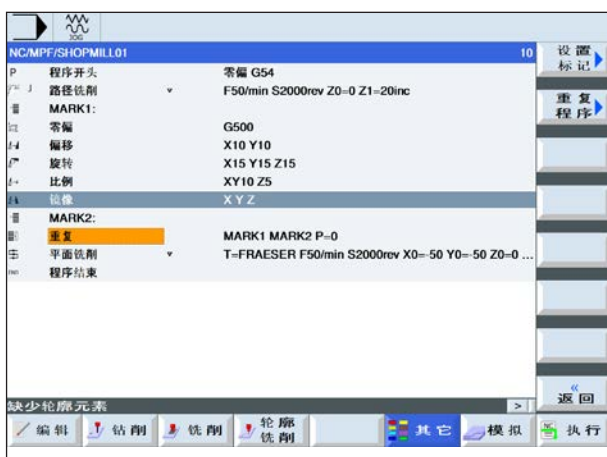 JOG
NC/MPF/SHOPMILL01 10
P 程序开头 零偏 G54
路径铣削 F50/min S2000rev Z0=0 Z1=20inc
MARK1:
零偏 G500
偏移 X10 Y10
旋转 X15 Y15 Z15
比例 XY10 Z5
镜像 X Y Z
MARK2:
重复 MARK1 MARK2 P=0
平面铣削 T=FRAESER F50/min S2000rev X0=-50 Y0=-50 Z0=0 ...
END 程序结束
缺少轮廓元素 >
设置标记
重复程序
«
返回
编辑
钻削
铣削
轮廓铣削
其它
模拟
执行